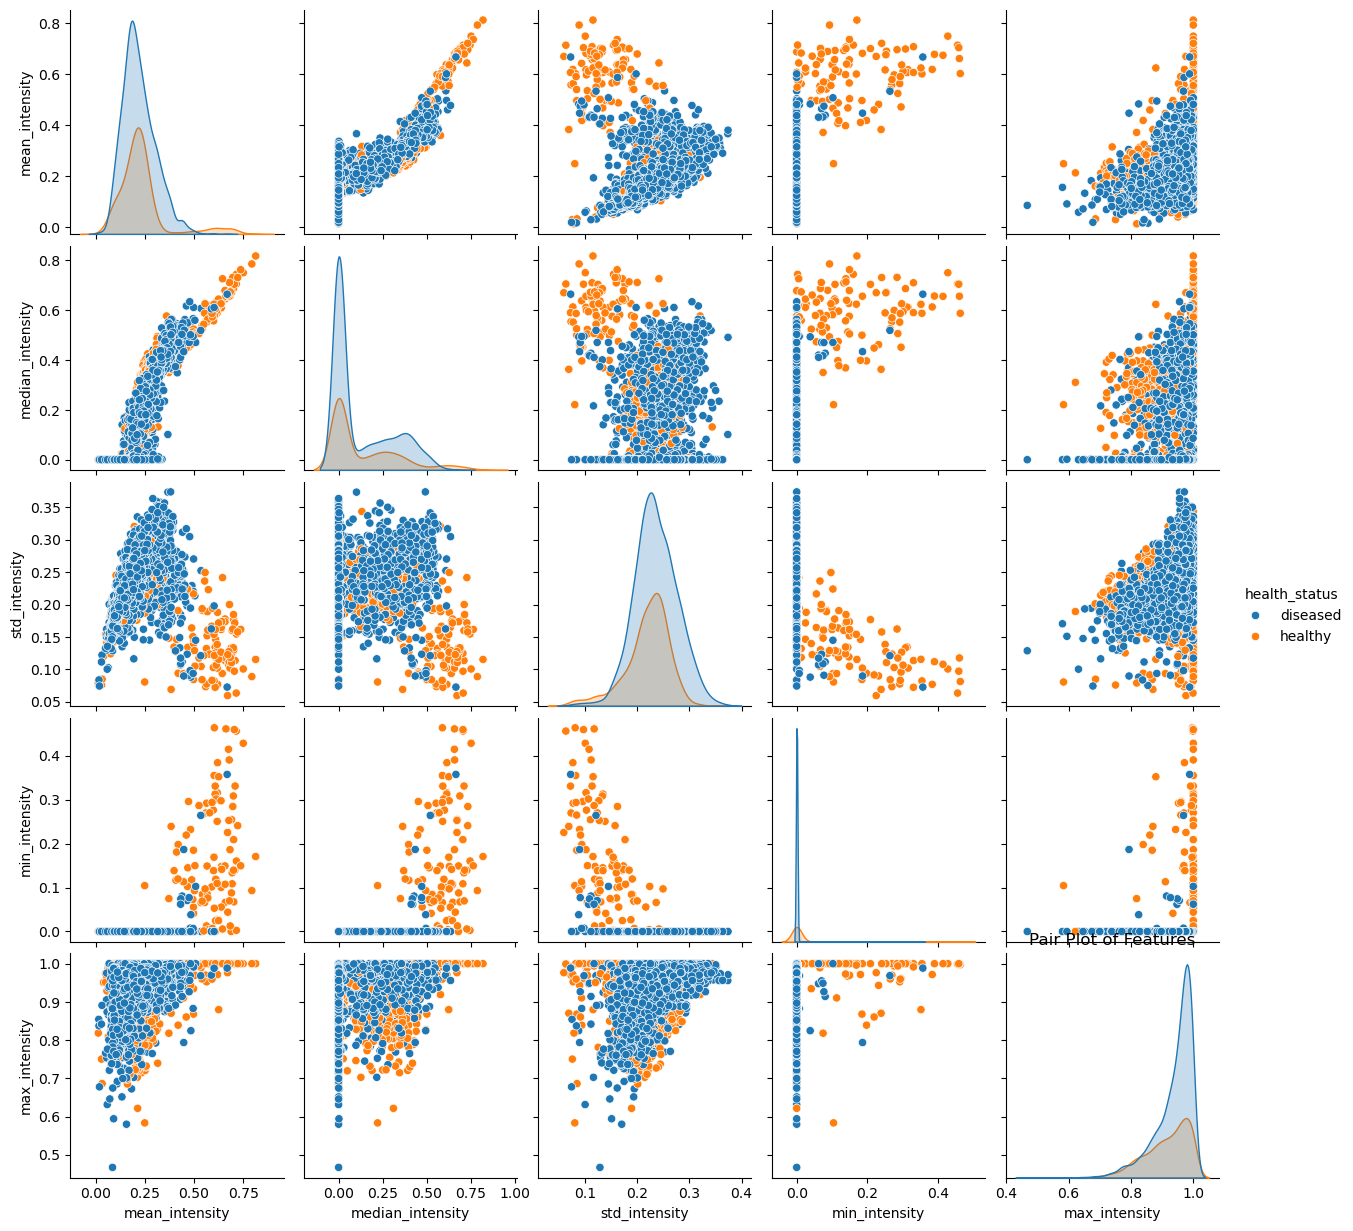 0.8
0.6
0.4
0.2
0.0
mean_intensity
0.8
0.6
0.4
0.2
0.0
median_intensity
0.35
0.30
0.25
0.20
0.15
0.10
0.05
std_intensity
health_status
diseased
healthy
0.4
0.3
0.2
0.1
0.0
min_intensity
Pair Plot of Features
1.0
0.9
0.8
0.7
0.6
0.5
max_intensity
0.00 0.25 0.50 0.75
mean_intensity
0.00 0.25 0.50 0.75 1.00
median_intensity
0.1 0.2 0.3 0.4
std_intensity
0.0 0.2 0.4
min_intensity
0.4 0.6 0.8 1.0
max_intensity